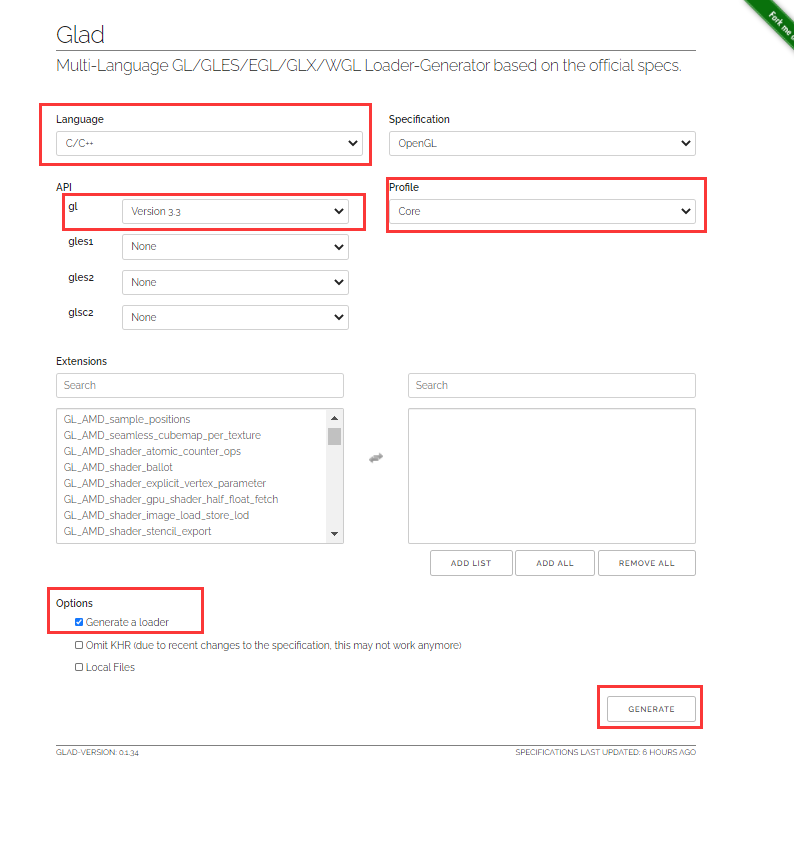 Fork me
Glad
Multi-Language GL/GLES/EGL/GLX/WGL Loader-Generator based on the official specs.
Language
Specification
C/C++
OpenGL
API
Profile
gl
Version 3.3
Core
gles1
None
gles2
None
glsc2
None
Extensions
Search
Search
GL_AMD_sample_positions
GL_AMD_seamless_cubemap_per_texture
GL_AMD_shader_atomic_counter_ops
GL_AMD_shader_ballot
GL_AMD_shader_explicit_vertex_parameter
GL_AMD_shader_gpu_shader_half_float_fetch
GL_AMD_shader_image_load_store_lod
GL_AMD_shader_stencil_export
ADD LIST
ADD ALL
REMOVE ALL
Options
Generate a loader
Omit KHR (due to recent changes to the specification, this may not work anymore)
Local Files
GENERATE
GLAD-VERSION: 0.1.34
SPECIFICATIONS LAST UPDATED: 6 HOURS AGO